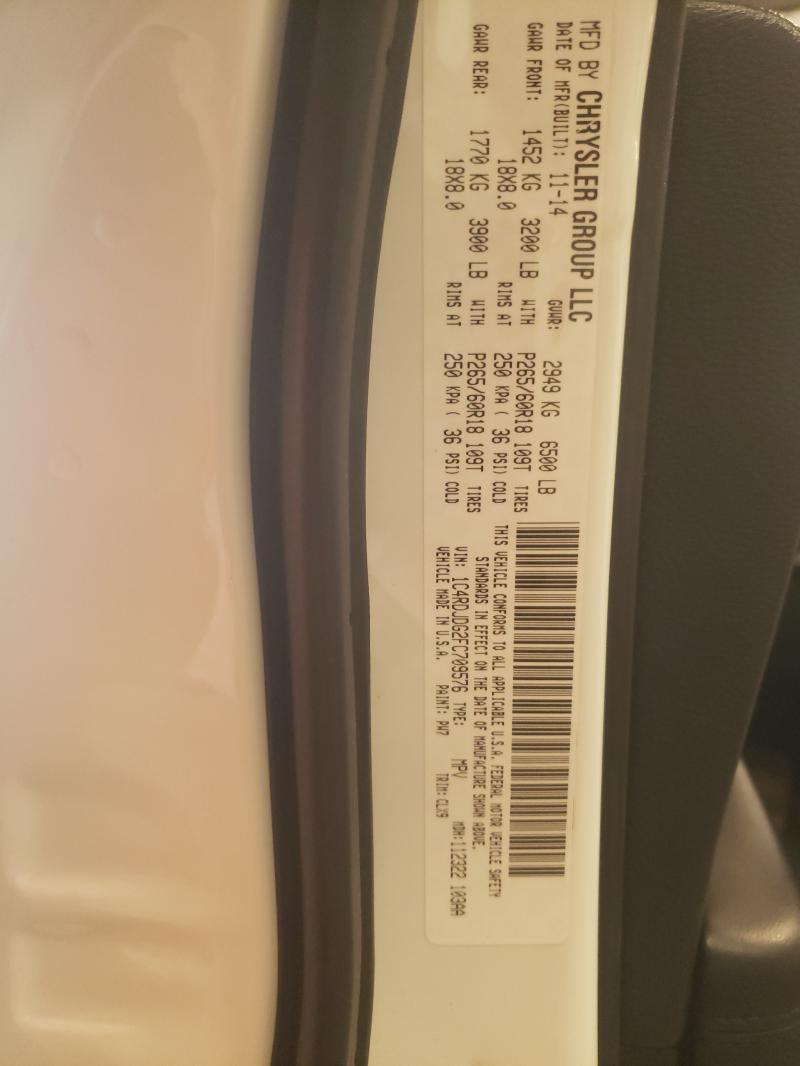 MFD BY CHRYSLER GROUP LLC
DATE OF MFR(BUILT): 11-14 GVWR: 2949 KG 6500 LB
GAWR FRONT: 1452 KG 3200 LB WITH P265/60R18 109T TIRES
18X8.0 RIMS AT 250 KPA ( 36 PSI) COLD
GAWR REAR: 1770 KG 3900 LB WITH P265/60R18 109T TIRES
18X8.0 RIMS AT 250 KPA ( 36 PSI) COLD
THIS VEHICLE CONFORMS TO ALL APPLICABLE U.S.A. FEDERAL MOTOR VEHICLE SAFETY
STANDARDS IN EFFECT ON THE DATE OF MANUFACTURE SHOWN ABOVE.
VIN: 1C4RDJDG2FC709576 TYPE: MPV MDH:112322 103AA
VEHICLE MADE IN U.S.A. PAINT: PW7 TRIM: CLX9